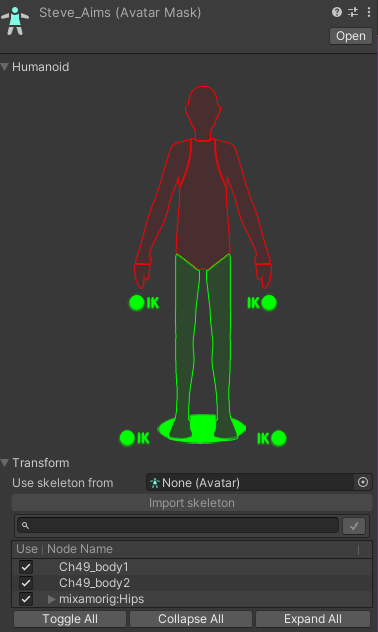 Steve_Aims (Avatar Mask)
Open
Humanoid
IK IK
IK IK
Transform
Use skeleton from None (Avatar)
Import skeleton
Use Node Name
Ch49_body1
Ch49_body2
mixamorig:Hips
Toggle All Collapse All Expand All